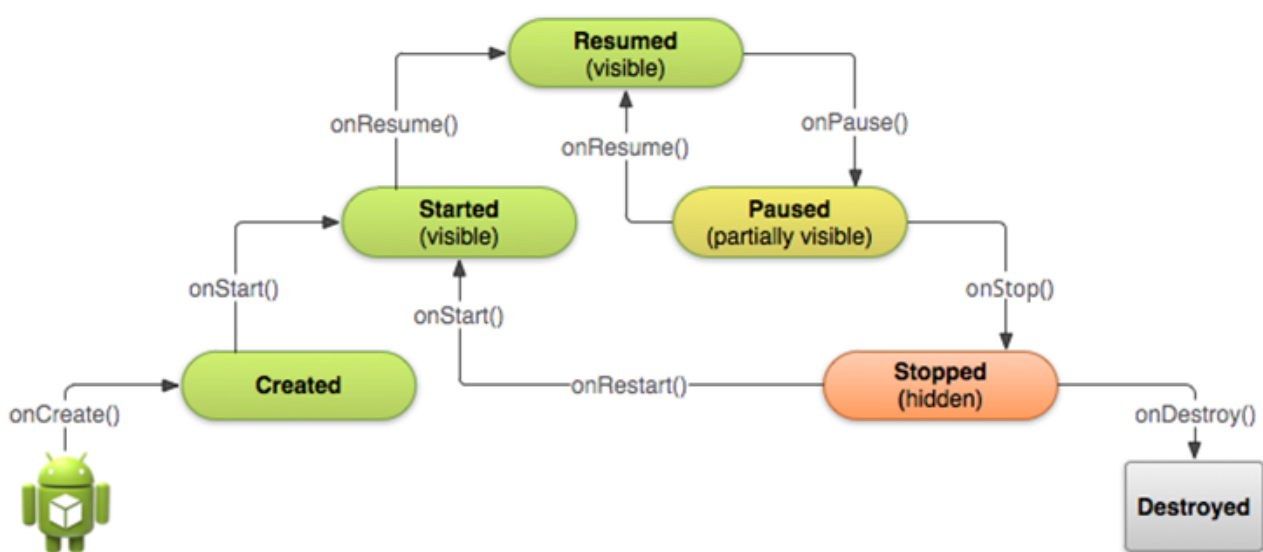 Resumed
(visible)
onResume()
onPause()
onResume()
Started
(visible)
Paused
(partially visible)
onStart()
onStart()
onStop()
Created
onRestart()
Stopped
(hidden)
onCreate()
onDestroy()
Destroyed